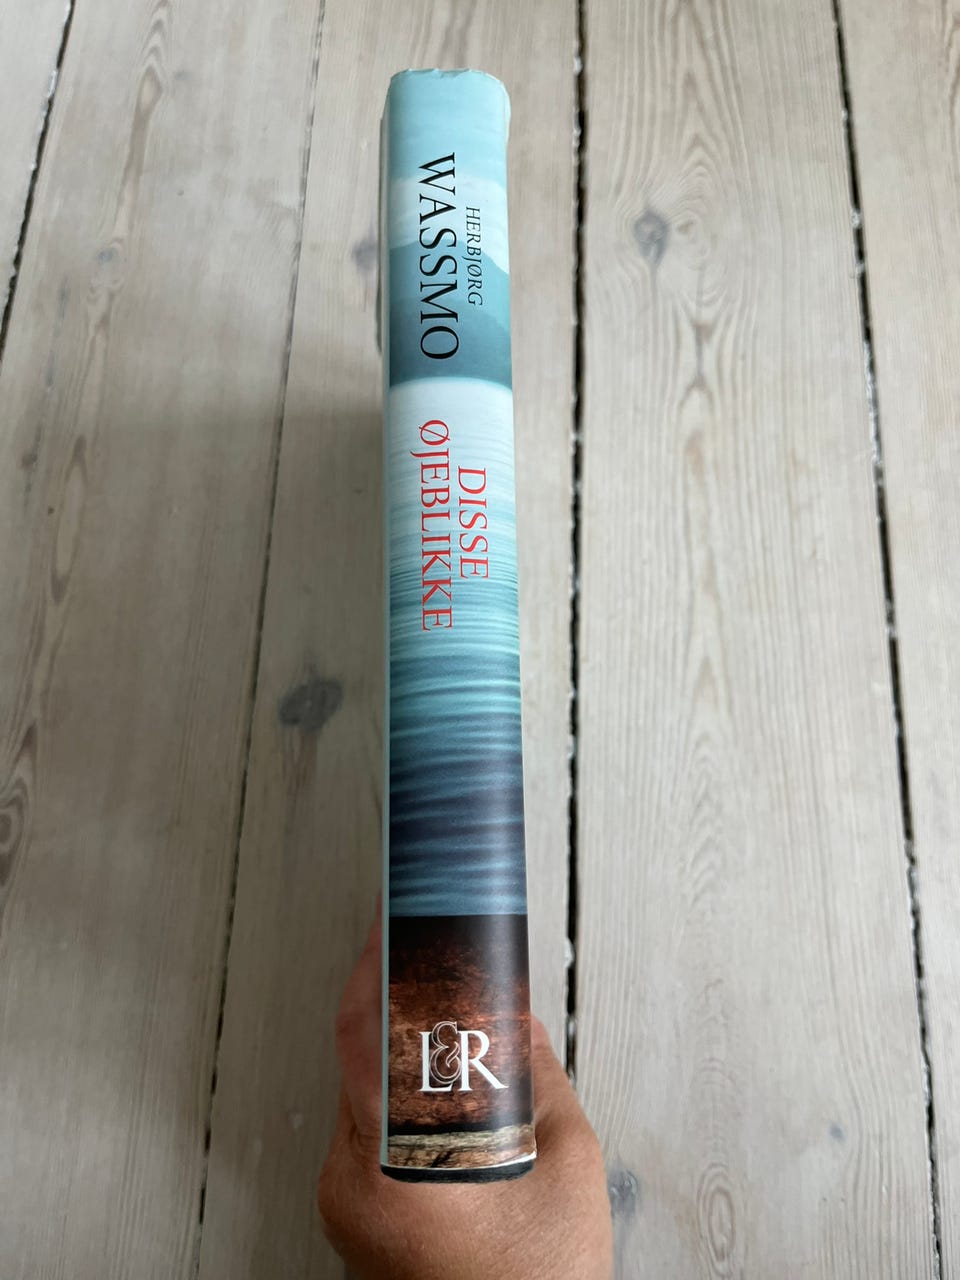 HERBJØRG
WASSMO
DISSE
ØJEBLIKKE
L&R